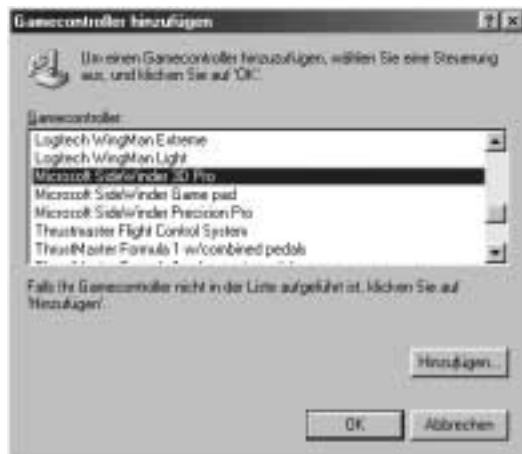 Gamecontroller hinzufügen
Um einen Gamecontroller hinzuzufügen, wählen Sie eine Steuerung
aus, und klicken Sie auf 'OK'.
Gamecontroller:
Logitech WingMan Extreme
Logitech WingMan Light
Microsoft SideWinder 3D Pro
Microsoft SideWinder Game pad
Microsoft SideWinder Precision Pro
Thrustmaster Flight Control System
ThrustMaster Formula 1 w/combined pedals
Falls Ihr Gamecontroller nicht in der Liste aufgeführt ist, klicken Sie auf
'Hinzufügen'.
Hinzufügen...
OK
Abbrechen